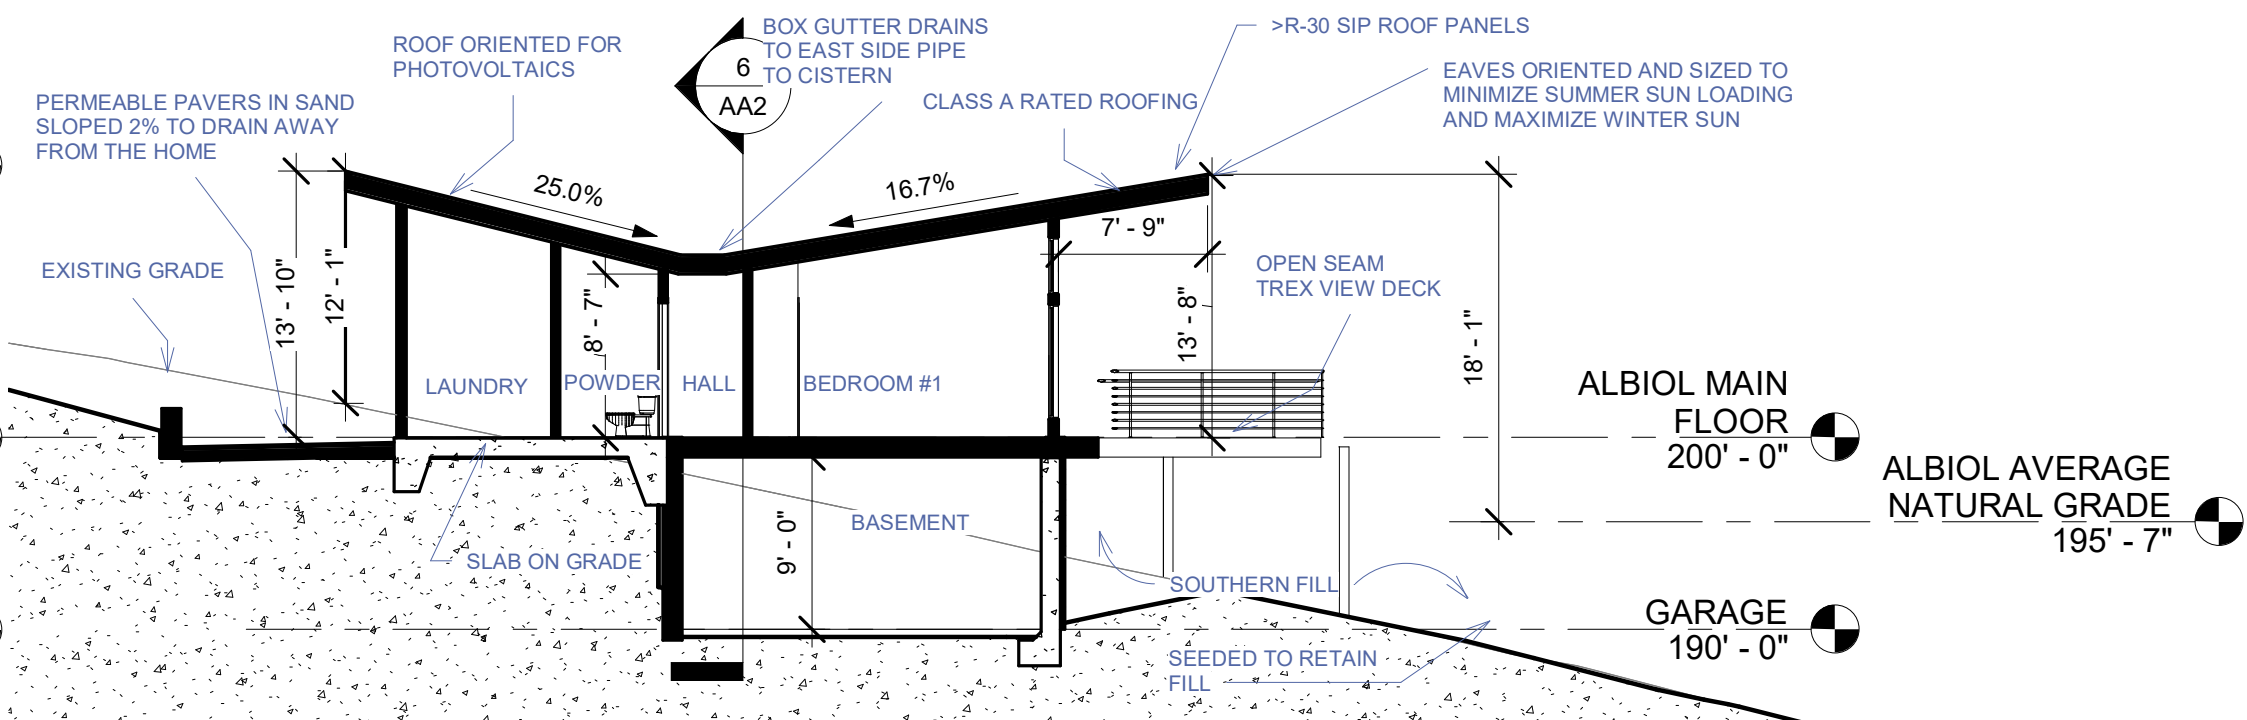 ROOF ORIENTED FOR
PHOTOVOLTAICS
6
AA2
BOX GUTTER DRAINS
TO EAST SIDE PIPE
TO CISTERN
>R-30 SIP ROOF PANELS
EAVES ORIENTED AND SIZED TO
MINIMIZE SUMMER SUN LOADING
AND MAXIMIZE WINTER SUN
CLASS A RATED ROOFING
PERMEABLE PAVERS IN SAND
SLOPED 2% TO DRAIN AWAY
FROM THE HOME
25.0%
16.7%
7' - 9"
EXISTING GRADE
13' - 10"
12' - 1"
8' - 7"
OPEN SEAM
TREX VIEW DECK
13' - 8"
18' - 1"
LAUNDRY
POWDER
HALL
BEDROOM #1
ALBIOL MAIN
FLOOR
200' - 0"
ALBIOL AVERAGE
NATURAL GRADE
195' - 7"
BASEMENT
9' - 0"
SLAB ON GRADE
SOUTHERN FILL
GARAGE
190' - 0"
SEEDED TO RETAIN
FILL